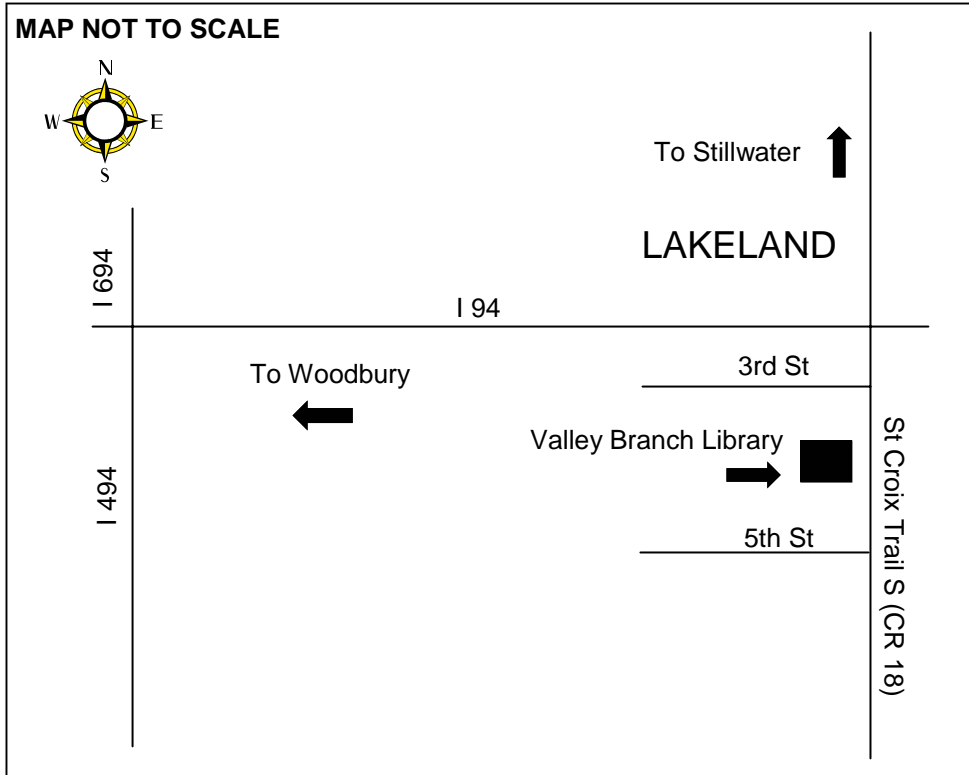 MAP NOT TO SCALE
N
W E
S
To Stillwater
LAKELAND
I 694
I 94
3rd St
To Woodbury
Valley Branch Library
St Croix Trail S (CR 18)
I 494
5th St